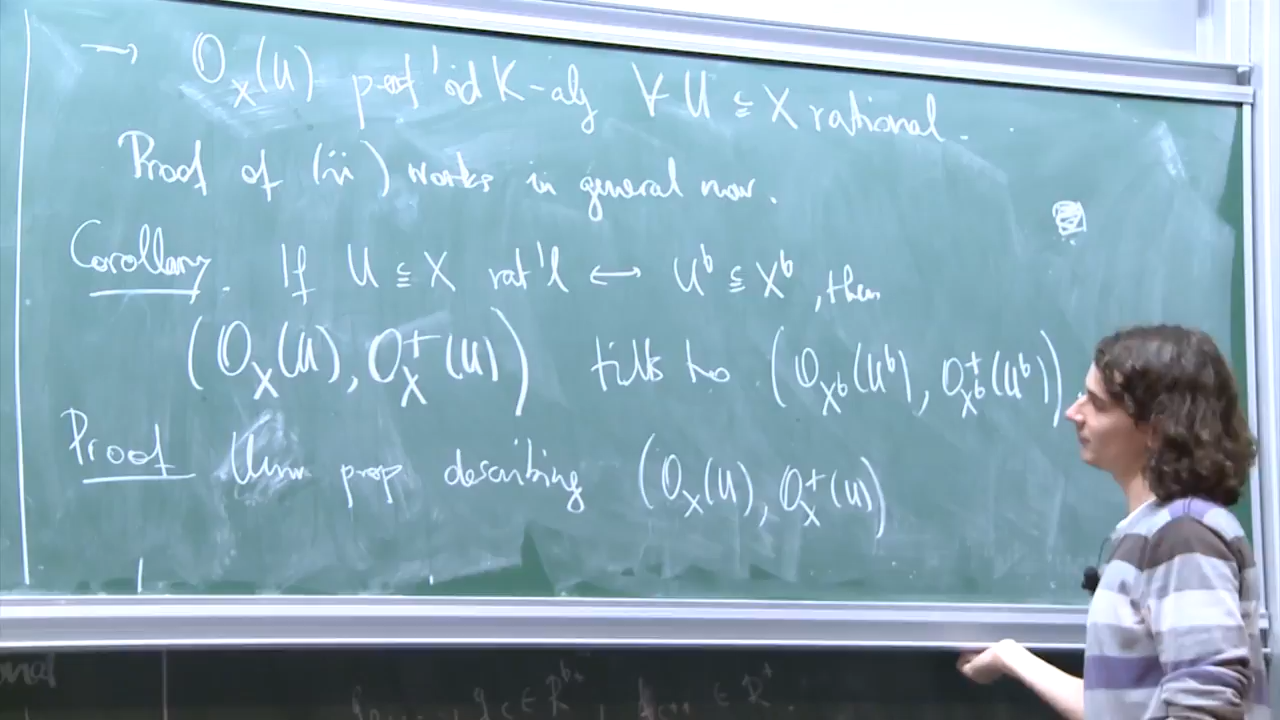 → O_X(U) perf'oid K-alg ∀ U ⊆ X rational.
Proof of (ii) works in general now.
Corollary. If U ⊆ X rat'l ↔ U^b ⊆ X^b, then
(O_X(U), O_X^+(U)) tilts to (O_{X^b}(U^b), O_{X^b}^+(U^b)).
Proof Univ prop describing (O_X(U), O_X^+(U))